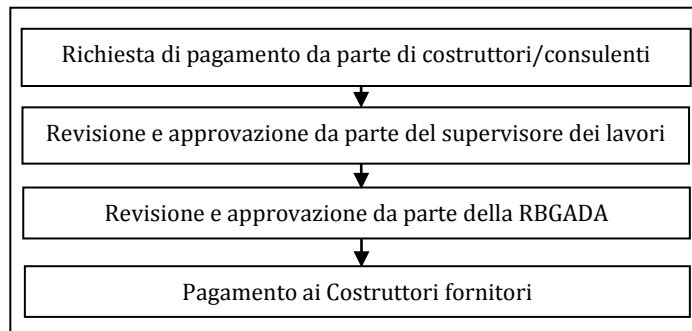 Richiesta di pagamento da parte di costruttori/consulenti
Revisione e approvazione da parte del supervisore dei lavori
Revisione e approvazione da parte della RBGADA
Pagamento ai Costruttori fornitori